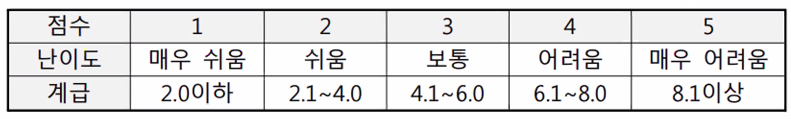 점수 1 2 3 4 5
난이도 매우 쉬움 쉬움 보통 어려움 매우 어려움
계급 2.0이하 2.1~4.0 4.1~6.0 6.1~8.0 8.1이상